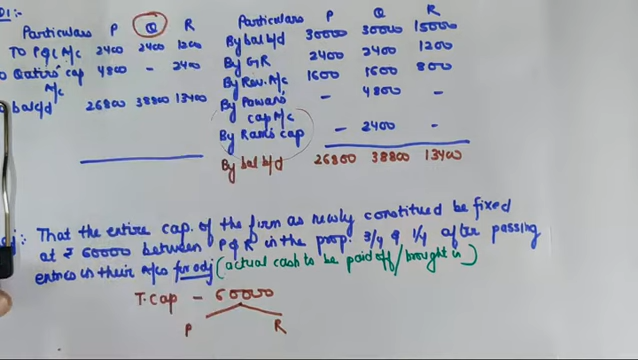 Q1:
Particulars P Q R Particulars P Q R
To P&L A/c 2400 2400 1200 By bal b/d 30000 30000 15000
To Qatir's cap A/c 4800 - 2400 By GR 2400 2400 1200
bal c/d 26800 38800 13400 By Rev. A/c 1600 1600 800
By Pawar's cap A/c - 4800 -
By Ram's cap - 2400 -
By bal b/d 26800 38800 13400
That the entire cap. of the firm as newly constituted be fixed
at ₹ 60000 between P & R in the prop. 3/4 & 1/4 after passing
entries in their A/cs for adj (actual cash to be paid off/brought in)
T. Cap - 60000
P R